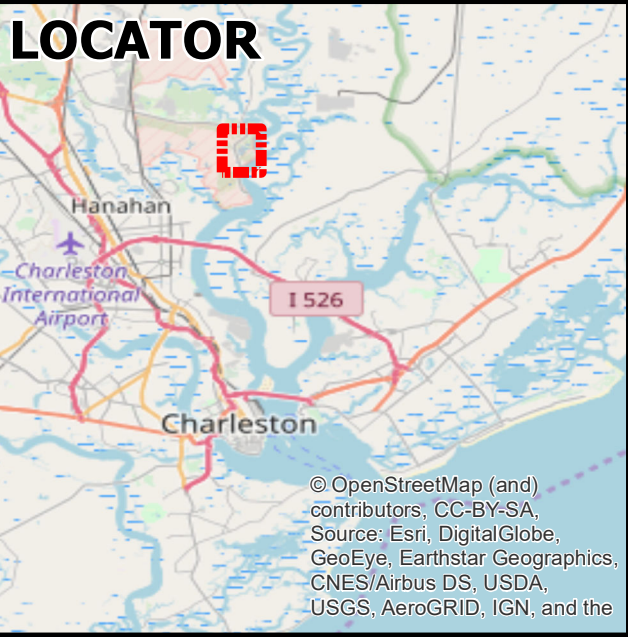 LOCATOR
Hanahan
Charleston
International
Airport
I 526
Charleston
© OpenStreetMap (and)
contributors, CC-BY-SA,
Source: Esri, DigitalGlobe,
GeoEye, Earthstar Geographics,
CNES/Airbus DS, USDA,
USGS, AeroGRID, IGN, and the